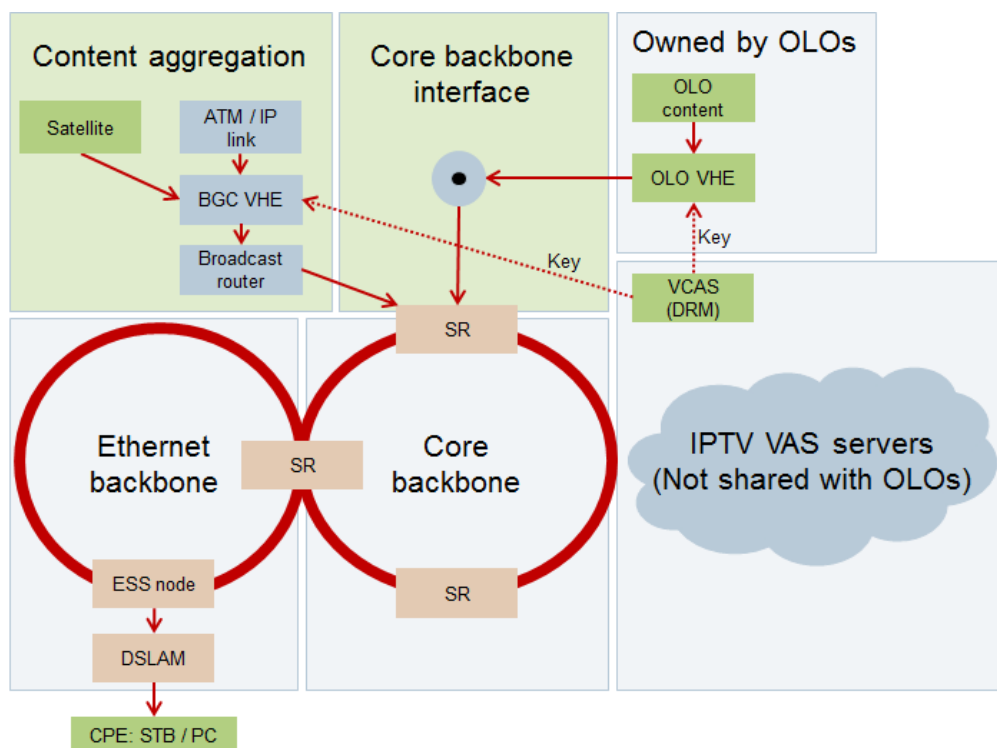 Content aggregation
Satellite
ATM / IP
link
BGC VHE
Broadcast
router
Core backbone
interface
Owned by OLOs
OLO
content
OLO VHE
Key
Key
VCAS
(DRM)
SR
Ethernet
backbone
SR
Core
backbone
SR
IPTV VAS servers
(Not shared with OLOs)
ESS node
DSLAM
CPE: STB / PC